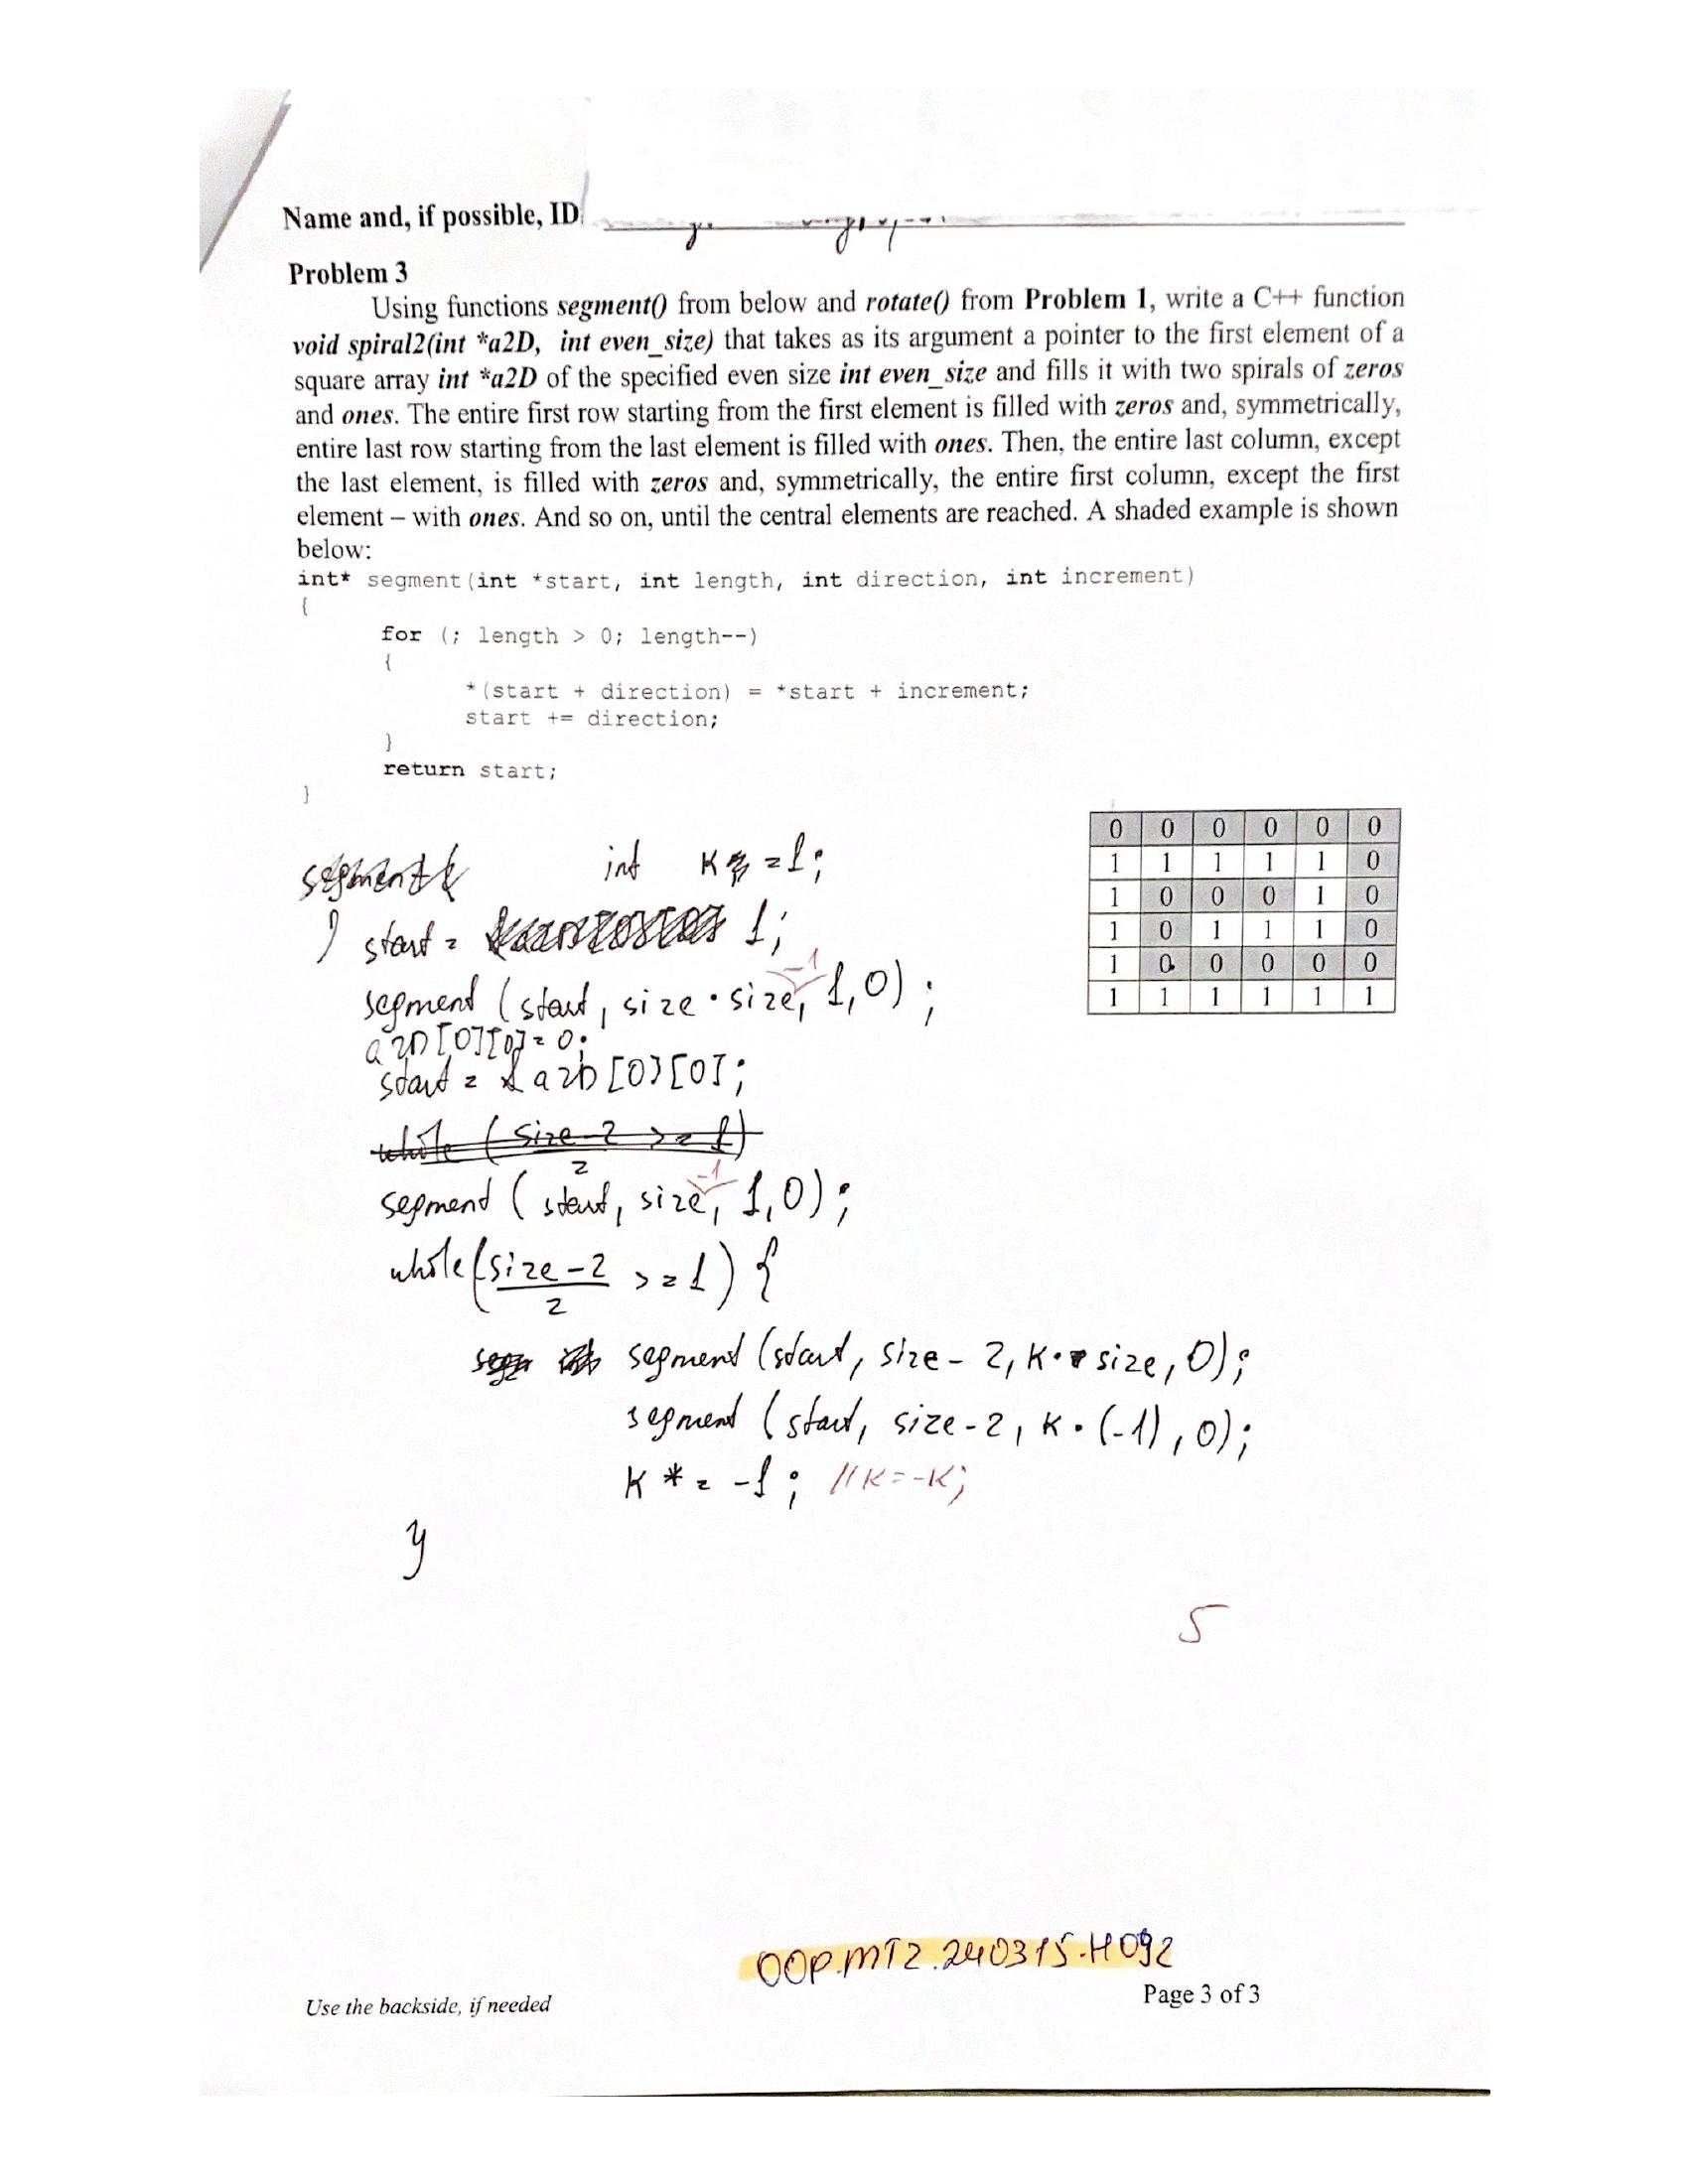 Name and, if possible, ID
Problem 3
Using functions segment() from below and rotate() from Problem 1, write a C++ function
void spiral2(int *a2D, int even_size) that takes as its argument a pointer to the first element of a
square array int *a2D of the specified even size int even_size and fills it with two spirals of zeros
and ones. The entire first row starting from the first element is filled with zeros and, symmetrically,
entire last row starting from the last element is filled with ones. Then, the entire last column, except
the last element, is filled with zeros and, symmetrically, the entire first column, except the first
element – with ones. And so on, until the central elements are reached. A shaded example is shown
below:
int* segment(int *start, int length, int direction, int increment)
{
for (; length > 0; length--)
{
*(start + direction) = *start + increment;
start += direction;
}
return start;
}
0 0 0 0 0 0
1 1 1 1 1 0
1 0 0 0 1 0
1 0 1 1 1 0
1 0 0 0 0 0
1 1 1 1 1 1
int k = 1;
start = 1;
-1
segment (start, size · size, 1, 0);
a2D[0][0] = 0;
start = & a2D[0][0];
while (size-2 >= 1)
2
-1
segment (start, size, 1, 0);
while (size-2 >= 1) {
2
segment (start, size - 2, k · size, 0);
segment (start, size - 2, k · (-1), 0);
k *= -1; //k=-k;
}
5
OOP.MT2.240315-H092
Use the backside, if needed
Page 3 of 3